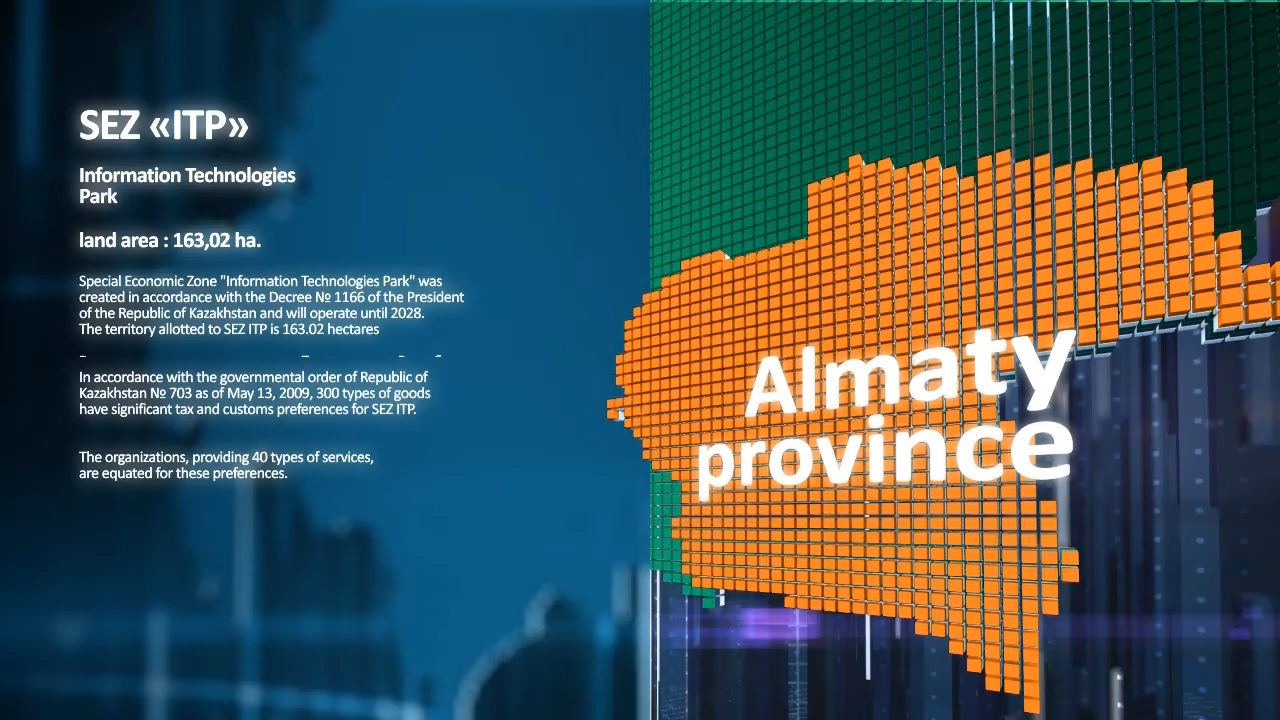 SEZ «ITP»
Information Technologies
Park
land area : 163,02 ha.
Special Economic Zone "Information Technologies Park" was
created in accordance with the Decree № 1166 of the President
of the Republic of Kazakhstan and will operate until 2028.
The territory allotted to SEZ ITP is 163.02 hectares
In accordance with the governmental order of Republic of
Kazakhstan № 703 as of May 13, 2009, 300 types of goods
have significant tax and customs preferences for SEZ ITP.
The organizations, providing 40 types of services,
are equated for these preferences.
Almaty
province